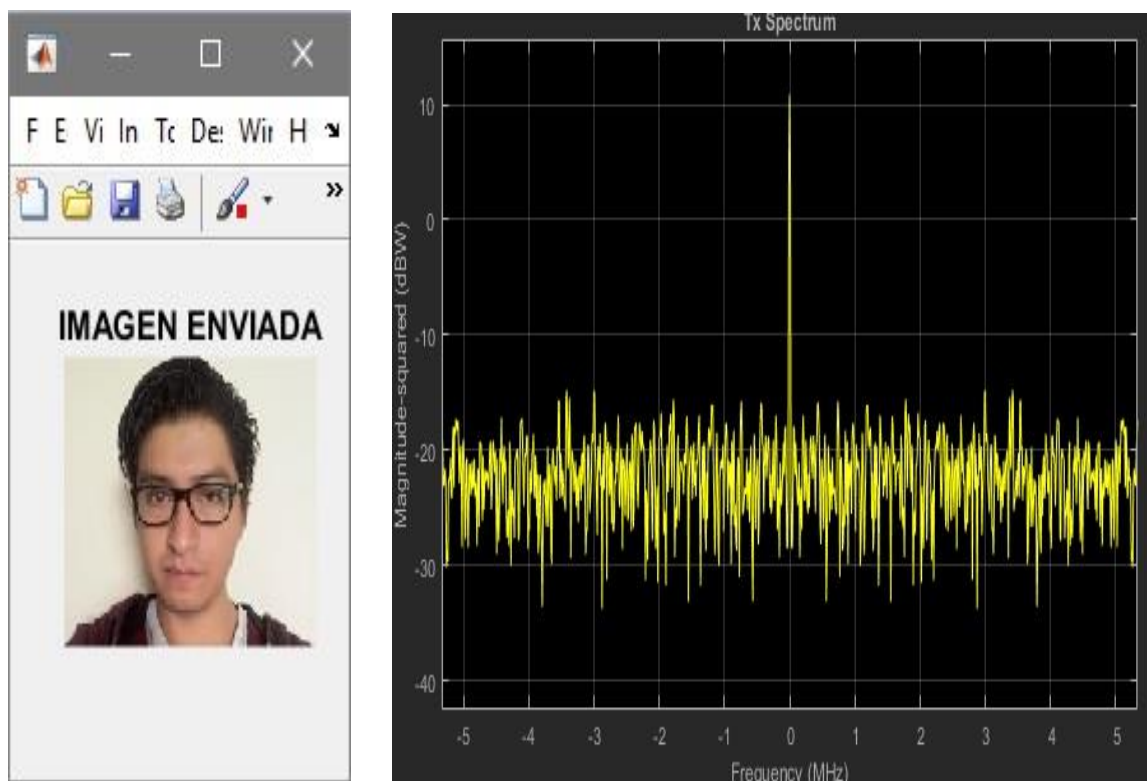 F E Vi In Tc De: Wir H
IMAGEN ENVIADA
Tx Spectrum
Magnitude-squared (dBW)
10
0
-10
-20
-30
-40
-5 -4 -3 -2 -1 0 1 2 3 4 5
Frequency (MHz)